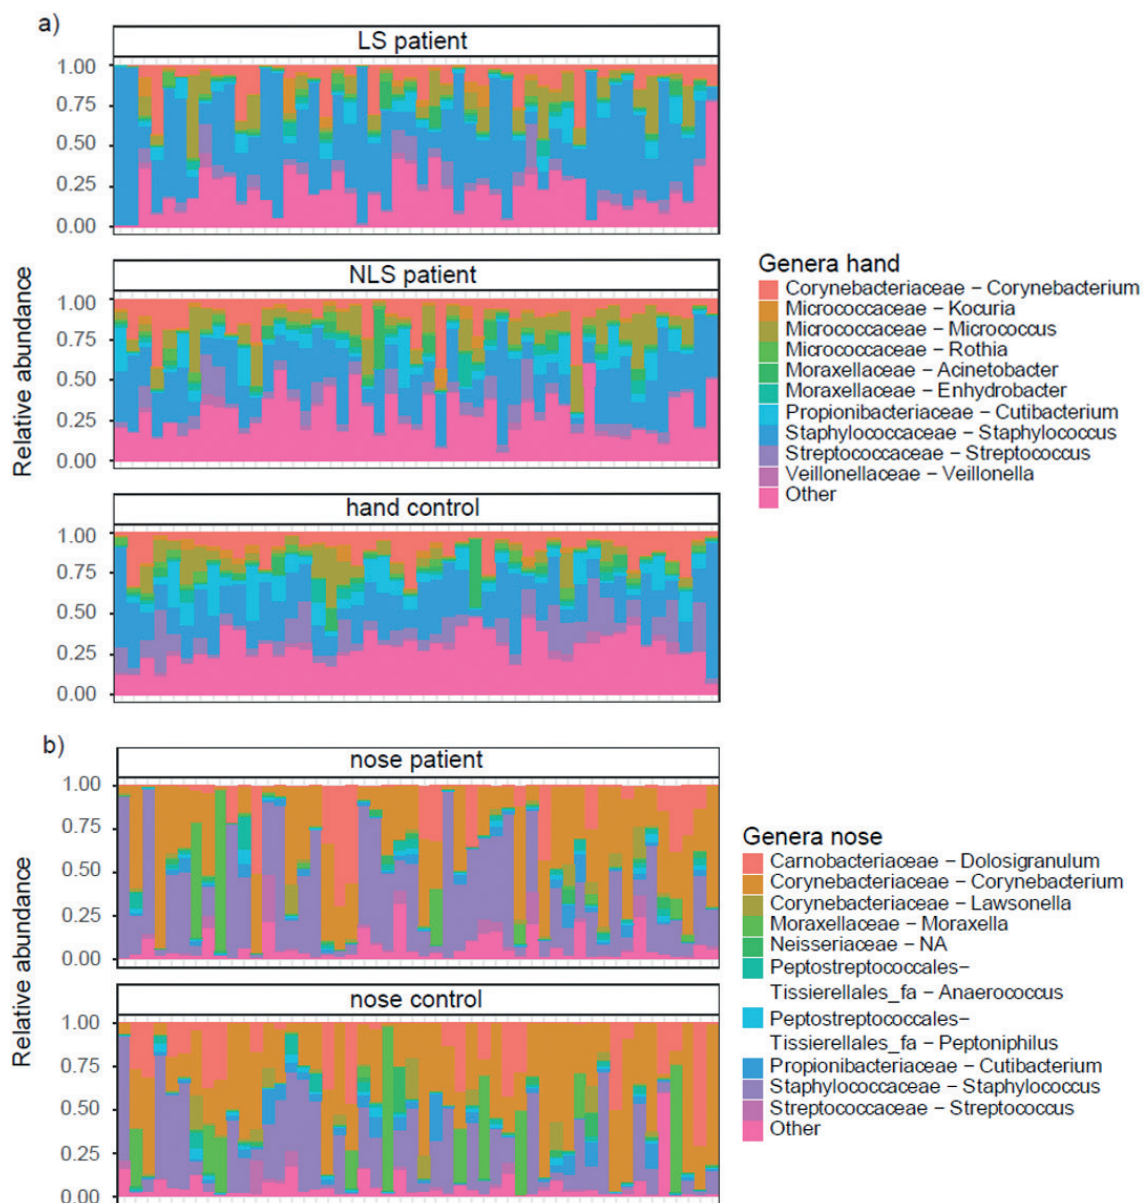 a)
LS patient
1.00
0.75
0.50
0.25
0.00
NLS patient
1.00
0.75
0.50
0.25
0.00
Relative abundance
hand control
1.00
0.75
0.50
0.25
0.00
Genera hand
Corynebacteriaceae – Corynebacterium
Micrococcaceae – Kocuria
Micrococcaceae – Micrococcus
Micrococcaceae – Rothia
Moraxellaceae – Acinetobacter
Moraxellaceae – Enhydrobacter
Propionibacteriaceae – Cutibacterium
Staphylococcaceae – Staphylococcus
Streptococcaceae – Streptococcus
Veillonellaceae – Veillonella
Other
b)
nose patient
1.00
0.75
0.50
0.25
0.00
Relative abundance
nose control
1.00
0.75
0.50
0.25
0.00
Genera nose
Carnobacteriaceae – Dolosigranulum
Corynebacteriaceae – Corynebacterium
Corynebacteriaceae – Lawsonella
Moraxellaceae – Moraxella
Neisseriaceae – NA
Peptostreptococcales–
Tissierellales_fa – Anaerococcus
Peptostreptococcales–
Tissierellales_fa – Peptoniphilus
Propionibacteriaceae – Cutibacterium
Staphylococcaceae – Staphylococcus
Streptococcaceae – Streptococcus
Other